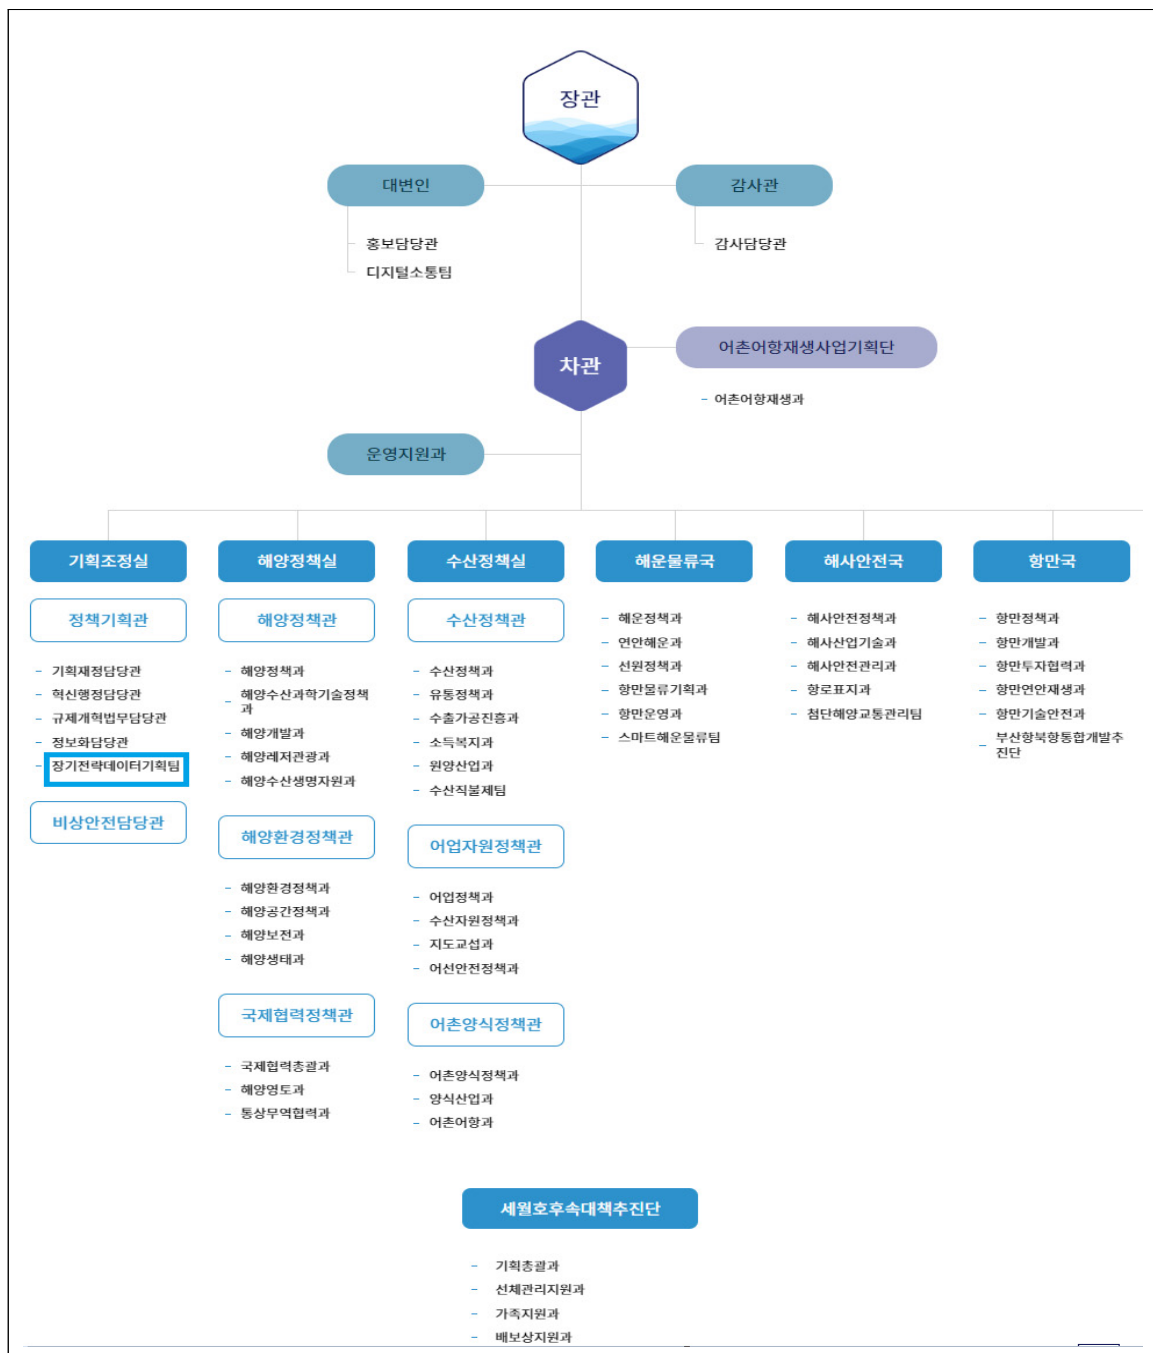 장관
대변인
감사관
홍보담당관
디지털소통팀
감사담당관
차관
어촌어항재생사업기획단
- 어촌어항재생과
운영지원과
기획조정실
정책기획관
- 기획재정담당관
- 혁신행정담당관
- 규제개혁법무담당관
- 정보화담당관
- 장기전략데이터기획팀
비상안전담당관
해양정책실
해양정책관
- 해양정책과
- 해양수산과학기술정책
과
- 해양개발과
- 해양레저관광과
- 해양수산생명자원과
해양환경정책관
- 해양환경정책과
- 해양공간정책과
- 해양보전과
- 해양생태과
국제협력정책관
- 국제협력총괄과
- 해양영토과
- 통상무역협력과
수산정책실
수산정책관
- 수산정책과
- 유통정책과
- 수출가공진흥과
- 소득복지과
- 원양산업과
- 수산직불제팀
어업자원정책관
- 어업정책과
- 수산자원정책과
- 지도교섭과
- 어선안전정책과
어촌양식정책관
- 어촌양식정책과
- 양식산업과
- 어촌어항과
해운물류국
- 해운정책과
- 연안해운과
- 선원정책과
- 항만물류기획과
- 항만운영과
- 스마트해운물류팀
해사안전국
- 해사안전정책과
- 해사산업기술과
- 해사안전관리과
- 항로표지과
- 첨단해양교통관리팀
항만국
- 항만정책과
- 항만개발과
- 항만투자협력과
- 항만연안재생과
- 항만기술안전과
- 부산항북항통합개발추
진단
세월호후속대책추진단
- 기획총괄과
- 선체관리지원과
- 가족지원과
- 배보상지원과